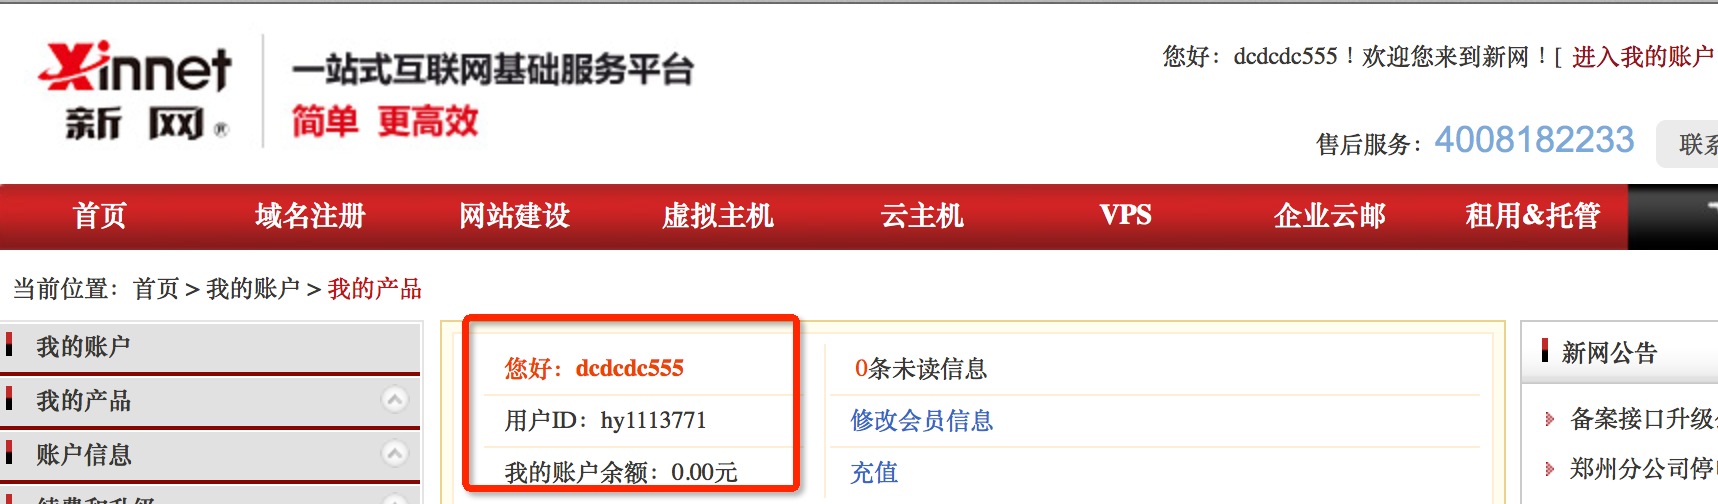 xinnet
新网®
一站式互联网基础服务平台
简单 更高效
您好：dcdcdc555！欢迎您来到新网！[ 进入我的账户
售后服务：4008182233
联系
首页 域名注册 网站建设 虚拟主机 云主机 VPS 企业云邮 租用&托管
当前位置：首页 > 我的账户 > 我的产品
我的账户
我的产品
账户信息
续费和升级
您好：dcdcdc555
用户ID：hy1113771
我的账户余额：0.00元
0条未读信息
修改会员信息
充值
新网公告
备案接口升级
郑州分公司停